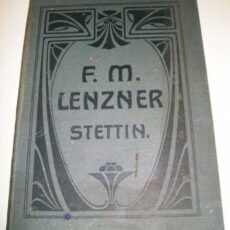 F. M.
LENZNER
STETTIN.